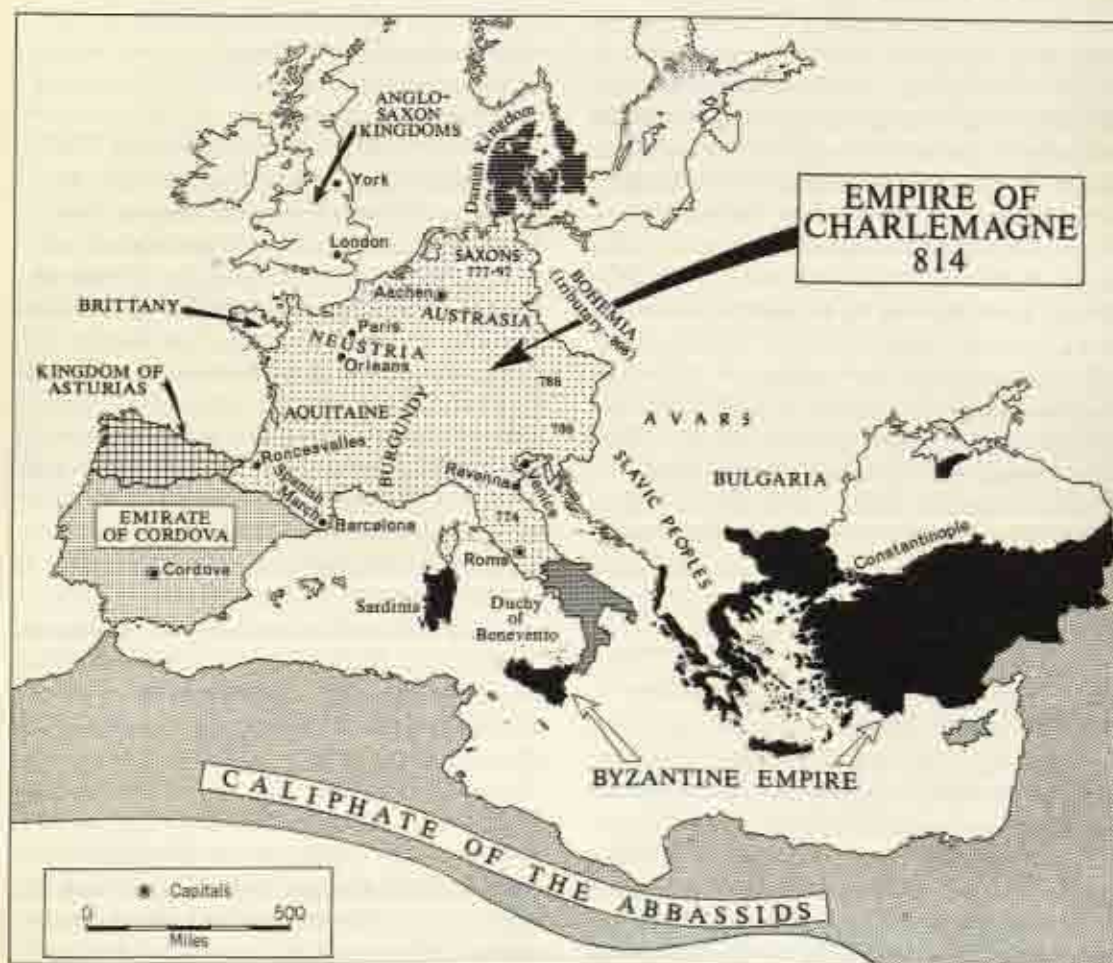 ANGLO-
SAXON
KINGDOMS
York
London
Danish Kingdom
EMPIRE OF
CHARLEMAGNE
814
SAXONS
777-97
Aachen
AUSTRASIA
BOHEMIA
(tributary - 806)
BRITTANY
Paris
NEUSTRIA
Orleans
KINGDOM OF
ASTURIAS
AQUITAINE
BURGUNDY
788
AVARS
Roncesvalles
Spanish
March
Barcelona
Ravenna
Venice
SLAVIC PEOPLES
BULGARIA
EMIRATE
OF CORDOVA
Cordova
774
Rome
Constantinople
Sardinia
Duchy
of
Benevento
BYZANTINE EMPIRE
CALIPHATE OF THE ABBASSIDS
Capitals
0 500
Miles